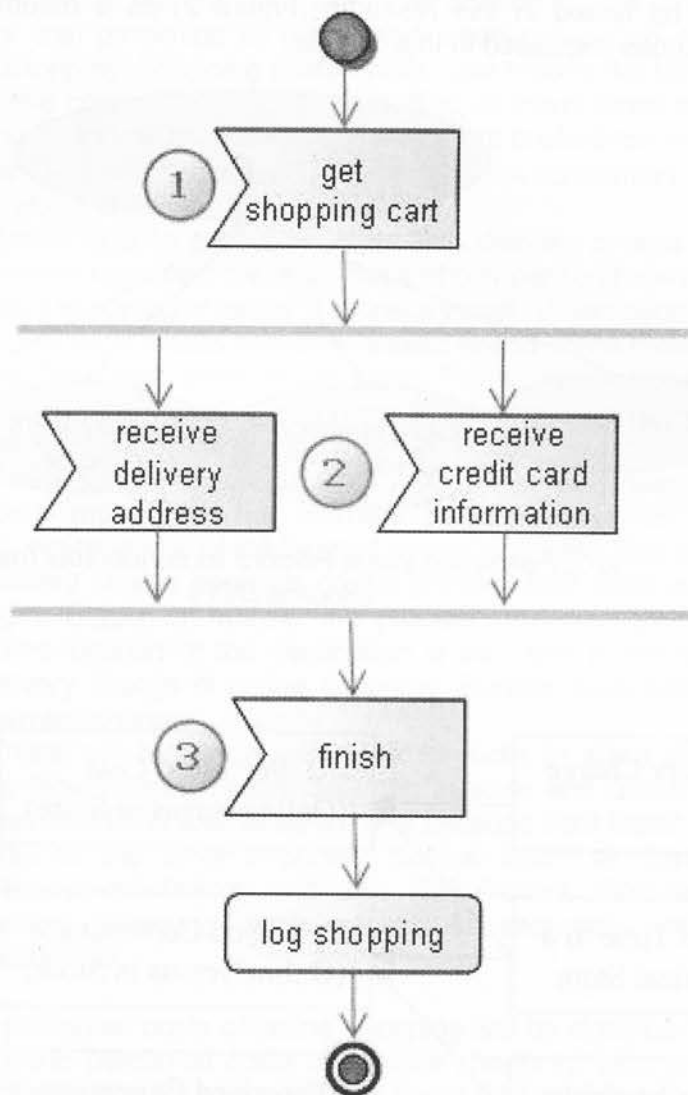 1
get
shopping cart
receive
delivery
address
2
receive
credit card
information
3
finish
log shopping